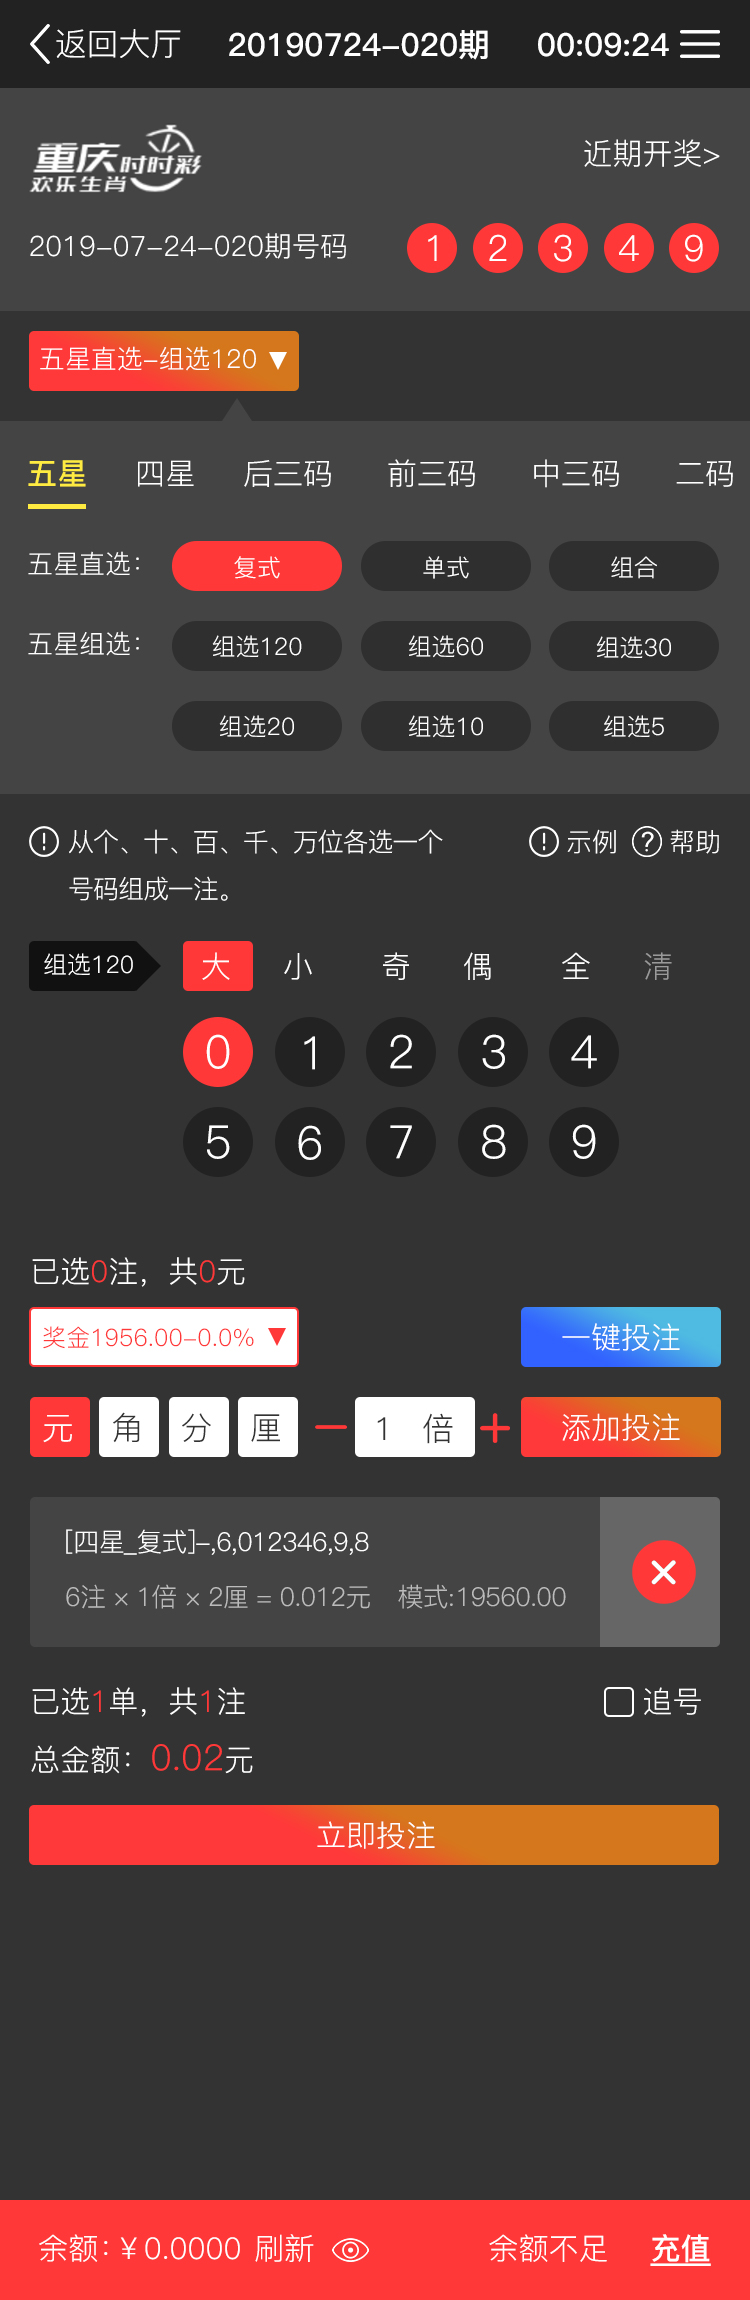 返回大厅 20190724-020期 00:09:24
重庆时时彩
欢乐生肖
近期开奖>
2019-07-24-020期号码 1 2 3 4 9
五星直选-组选120 ▼
五星 四星 后三码 前三码 中三码 二码
五星直选： 复式 单式 组合
五星组选： 组选120 组选60 组选30
组选20 组选10 组选5
从个、十、百、千、万位各选一个 示例 帮助
号码组成一注。
组选120 大 小 奇 偶 全 清
0 1 2 3 4
5 6 7 8 9
已选0注，共0元
奖金1956.00-0.0% ▼ 一键投注
元 角 分 厘 — 1 倍 + 添加投注
[四星_复式]-,6,012346,9,8
6注 × 1倍 × 2厘 = 0.012元 模式:19560.00
已选1单，共1注 追号
总金额：0.02元
立即投注
余额：¥0.0000 刷新 余额不足 充值